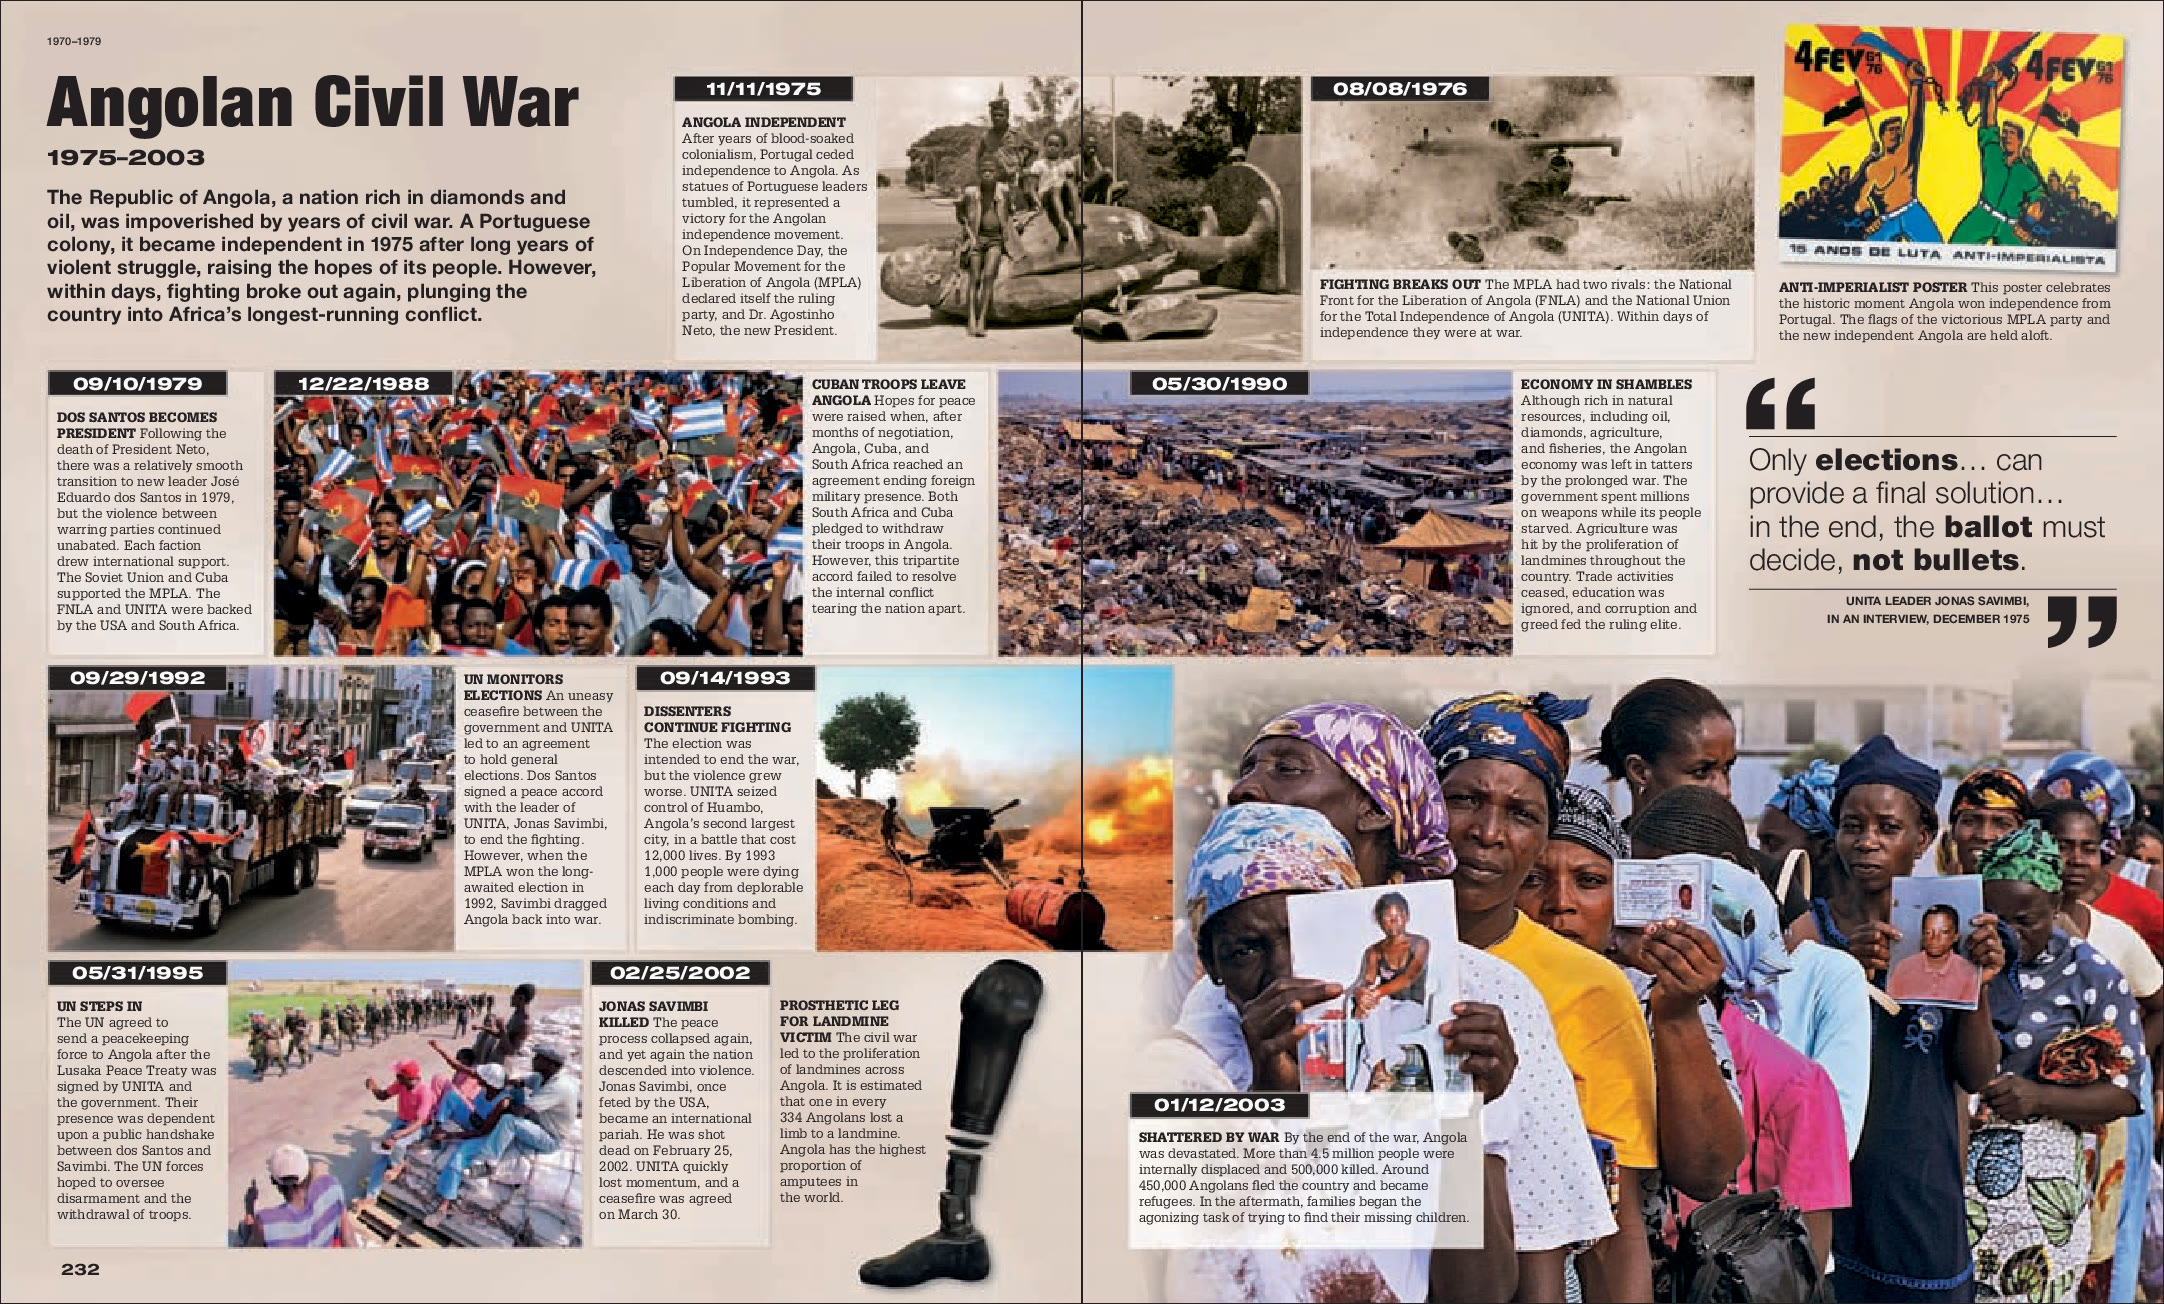 1970–1979
Angolan Civil War
1975–2003
The Republic of Angola, a nation rich in diamonds and
oil, was impoverished by years of civil war. A Portuguese
colony, it became independent in 1975 after long years of
violent struggle, raising the hopes of its people. However,
within days, fighting broke out again, plunging the
country into Africa’s longest-running conflict.
11/11/1975
ANGOLA INDEPENDENT
After years of blood-soaked
colonialism, Portugal ceded
independence to Angola. As
statues of Portuguese leaders
tumbled, it represented a
victory for the Angolan
independence movement.
On Independence Day, the
Popular Movement for the
Liberation of Angola (MPLA)
declared itself the ruling
party, and Dr. Agostinho
Neto, the new President.
08/08/1976
FIGHTING BREAKS OUT The MPLA had two rivals: the National
Front for the Liberation of Angola (FNLA) and the National Union
for the Total Independence of Angola (UNITA). Within days of
independence they were at war.
4FEV 61 76
4FEV 61 76
15 ANOS DE LUTA ANTI-IMPERIALISTA
ANTI-IMPERIALIST POSTER This poster celebrates
the historic moment Angola won independence from
Portugal. The flags of the victorious MPLA party and
the new independent Angola are held aloft.
09/10/1979
DOS SANTOS BECOMES
PRESIDENT Following the
death of President Neto,
there was a relatively smooth
transition to new leader José
Eduardo dos Santos in 1979,
but the violence between
warring parties continued
unabated. Each faction
drew international support.
The Soviet Union and Cuba
supported the MPLA. The
FNLA and UNITA were backed
by the USA and South Africa.
12/22/1988
CUBAN TROOPS LEAVE
ANGOLA Hopes for peace
were raised when, after
months of negotiation,
Angola, Cuba, and
South Africa reached an
agreement ending foreign
military presence. Both
South Africa and Cuba
pledged to withdraw
their troops in Angola.
However, this tripartite
accord failed to resolve
the internal conflict
tearing the nation apart.
05/30/1990
ECONOMY IN SHAMBLES
Although rich in natural
resources, including oil,
diamonds, agriculture,
and fisheries, the Angolan
economy was left in tatters
by the prolonged war. The
government spent millions
on weapons while its people
starved. Agriculture was
hit by the proliferation of
landmines throughout the
country. Trade activities
ceased, education was
ignored, and corruption and
greed fed the ruling elite.
“
Only elections… can
provide a final solution…
in the end, the ballot must
decide, not bullets.
UNITA LEADER JONAS SAVIMBI,
IN AN INTERVIEW, DECEMBER 1975
”
09/29/1992
UN MONITORS
ELECTIONS An uneasy
ceasefire between the
government and UNITA
led to an agreement
to hold general
elections. Dos Santos
signed a peace accord
with the leader of
UNITA, Jonas Savimbi,
to end the fighting.
However, when the
MPLA won the long-
awaited election in
1992, Savimbi dragged
Angola back into war.
09/14/1993
DISSENTERS
CONTINUE FIGHTING
The election was
intended to end the war,
but the violence grew
worse. UNITA seized
control of Huambo,
Angola’s second largest
city, in a battle that cost
12,000 lives. By 1993
1,000 people were dying
each day from deplorable
living conditions and
indiscriminate bombing.
05/31/1995
UN STEPS IN
The UN agreed to
send a peacekeeping
force to Angola after the
Lusaka Peace Treaty was
signed by UNITA and
the government. Their
presence was dependent
upon a public handshake
between dos Santos and
Savimbi. The UN forces
hoped to oversee
disarmament and the
withdrawal of troops.
02/25/2002
JONAS SAVIMBI
KILLED The peace
process collapsed again,
and yet again the nation
descended into violence.
Jonas Savimbi, once
feted by the USA,
became an international
pariah. He was shot
dead on February 25,
2002. UNITA quickly
lost momentum, and a
ceasefire was agreed
on March 30.
PROSTHETIC LEG
FOR LANDMINE
VICTIM The civil war
led to the proliferation
of landmines across
Angola. It is estimated
that one in every
334 Angolans lost a
limb to a landmine.
Angola has the highest
proportion of
amputees in
the world.
01/12/2003
SHATTERED BY WAR By the end of the war, Angola
was devastated. More than 4.5 million people were
internally displaced and 500,000 killed. Around
450,000 Angolans fled the country and became
refugees. In the aftermath, families began the
agonizing task of trying to find their missing children.
232